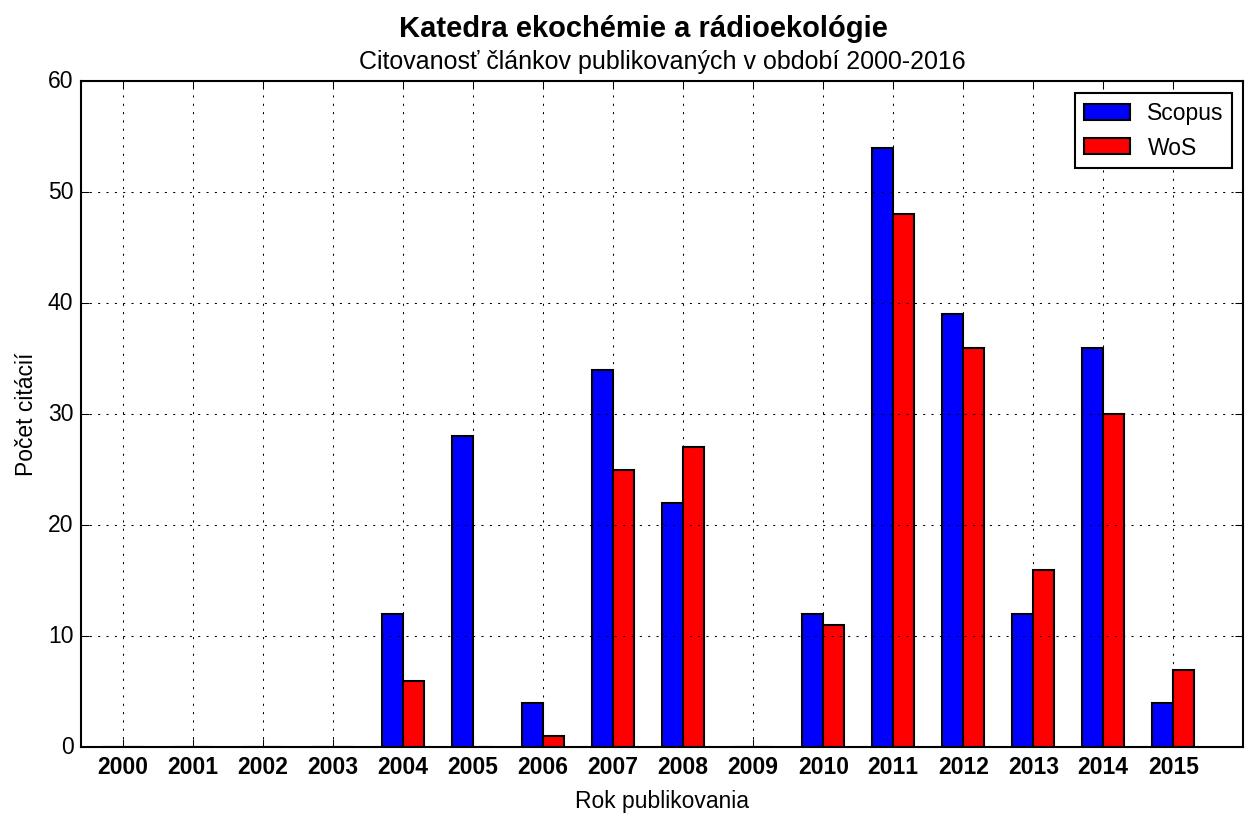 Katedra ekochémie a rádioekológie
Citovanosť článkov publikovaných v období 2000-2016
60
50
40
30
20
10
0
Počet citácií
Scopus
WoS
2000 2001 2002 2003 2004 2005 2006 2007 2008 2009 2010 2011 2012 2013 2014 2015
Rok publikovania